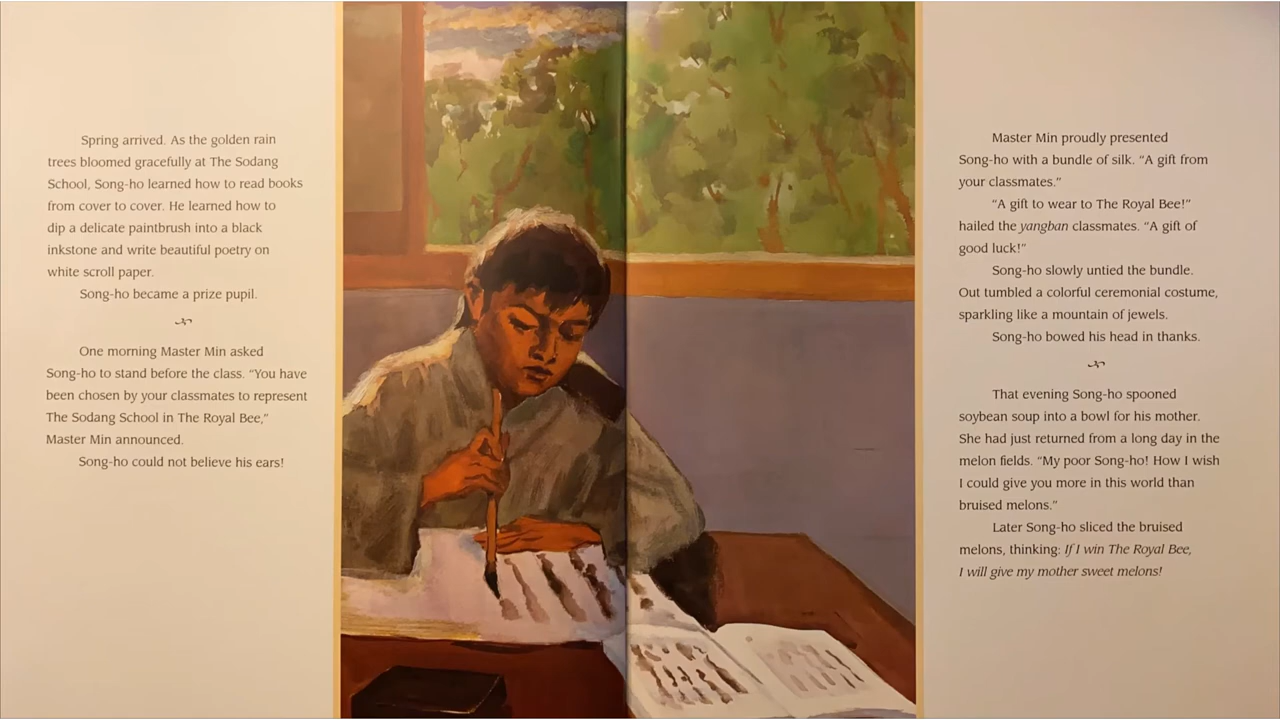 Spring arrived. As the golden rain
trees bloomed gracefully at The Sodang
School, Song-ho learned how to read books
from cover to cover. He learned how to
dip a delicate paintbrush into a black
inkstone and write beautiful poetry on
white scroll paper.
Song-ho became a prize pupil.
One morning Master Min asked
Song-ho to stand before the class. “You have
been chosen by your classmates to represent
The Sodang School in The Royal Bee,”
Master Min announced.
Song-ho could not believe his ears!
Master Min proudly presented
Song-ho with a bundle of silk. “A gift from
your classmates.”
“A gift to wear to The Royal Bee!”
hailed the yangban classmates. “A gift of
good luck!”
Song-ho slowly untied the bundle.
Out tumbled a colorful ceremonial costume,
sparkling like a mountain of jewels.
Song-ho bowed his head in thanks.
That evening Song-ho spooned
soybean soup into a bowl for his mother.
She had just returned from a long day in the
melon fields. “My poor Song-ho! How I wish
I could give you more in this world than
bruised melons.”
Later Song-ho sliced the bruised
melons, thinking: If I win The Royal Bee,
I will give my mother sweet melons!